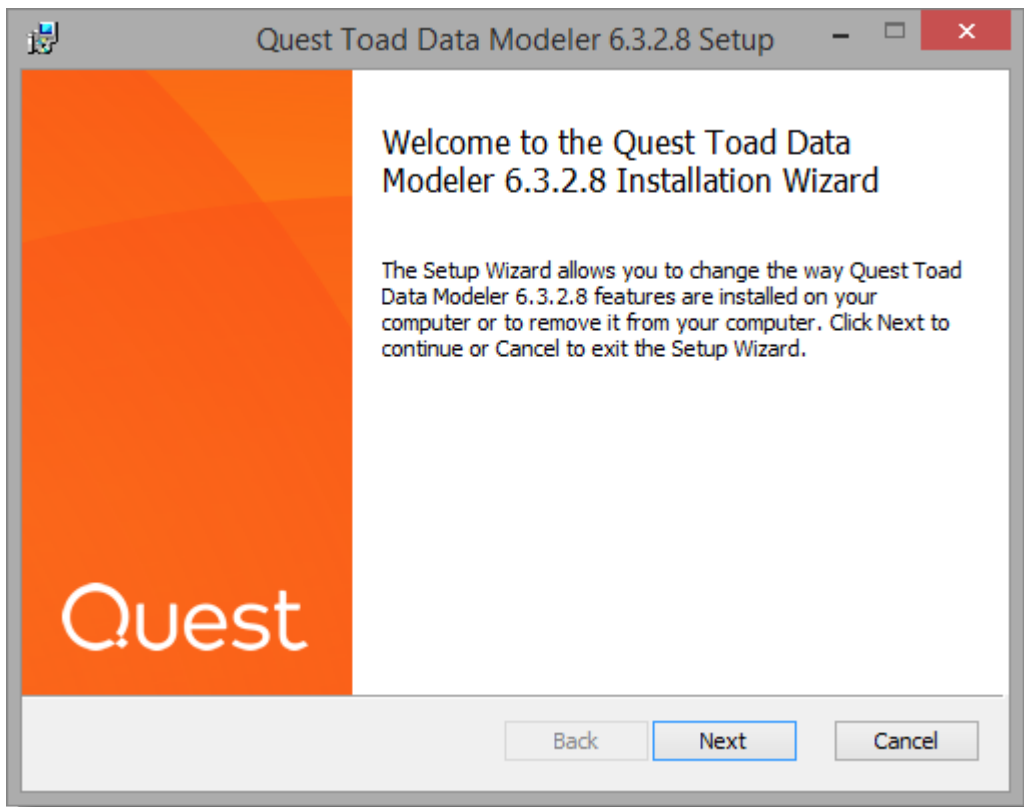 Quest Toad Data Modeler 6.3.2.8 Setup
Welcome to the Quest Toad Data
Modeler 6.3.2.8 Installation Wizard
The Setup Wizard allows you to change the way Quest Toad
Data Modeler 6.3.2.8 features are installed on your
computer or to remove it from your computer. Click Next to
continue or Cancel to exit the Setup Wizard.
Quest
Back
Next
Cancel